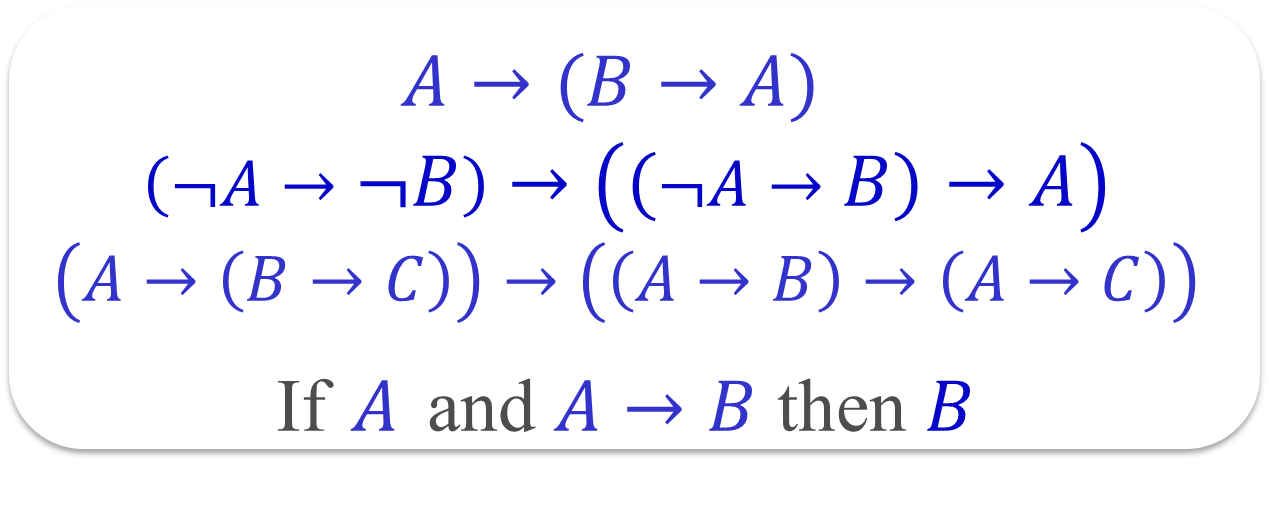 A → (B → A)
(¬A → ¬B) → ((¬A → B) → A)
(A → (B → C)) → ((A → B) → (A → C))
If A and A → B then B